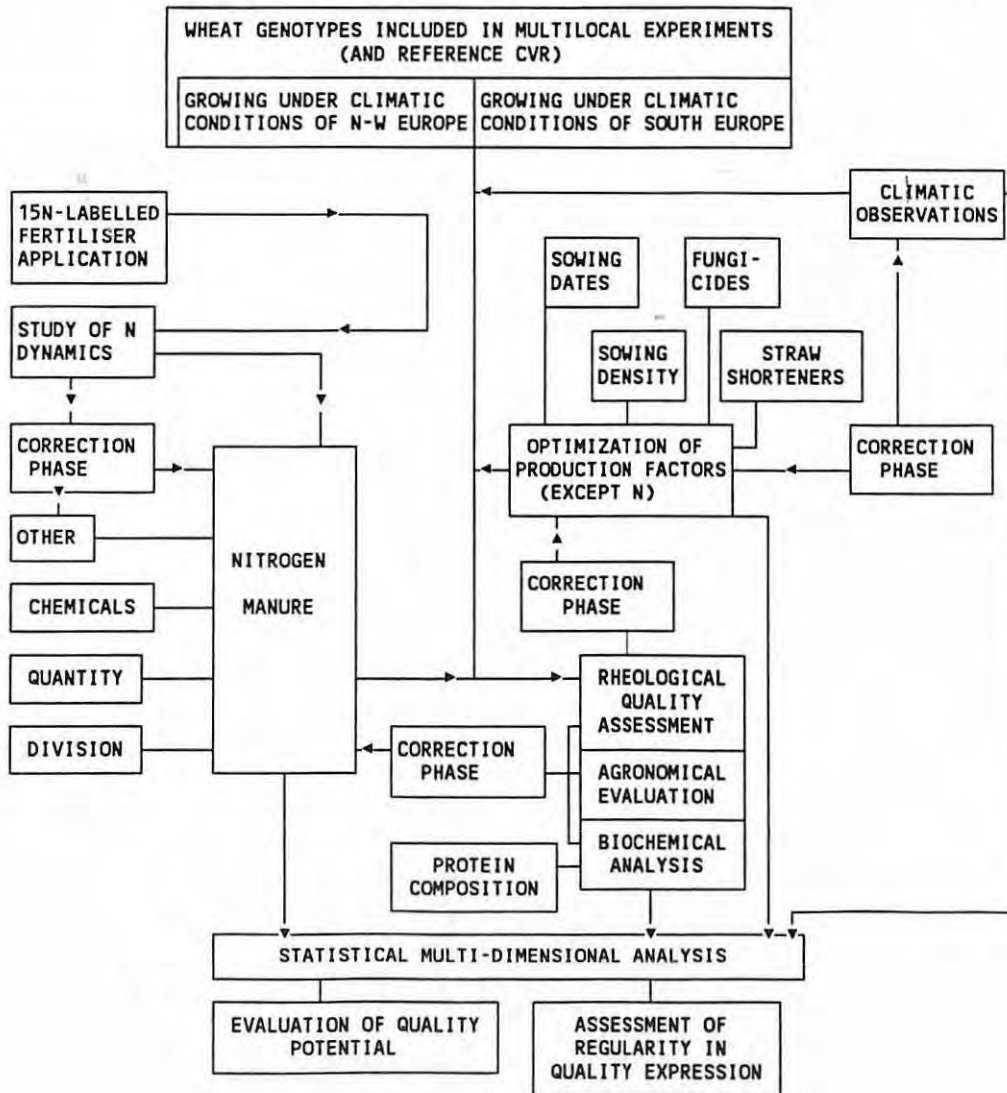 WHEAT GENOTYPES INCLUDED IN MULTILOCAL EXPERIMENTS
(AND REFERENCE CVR)
GROWING UNDER CLIMATIC
CONDITIONS OF N-W EUROPE
GROWING UNDER CLIMATIC
CONDITIONS OF SOUTH EUROPE
CLIMATIC
OBSERVATIONS
15N-LABELLED
FERTILISER
APPLICATION
SOWING
DATES
FUNGI-
CIDES
STUDY OF N
DYNAMICS
SOWING
DENSITY
STRAW
SHORTENERS
CORRECTION
PHASE
OPTIMIZATION OF
PRODUCTION FACTORS
(EXCEPT N)
CORRECTION
PHASE
OTHER
NITROGEN
MANURE
CORRECTION
PHASE
CHEMICALS
QUANTITY
RHEOLOGICAL
QUALITY
ASSESSMENT
DIVISION
CORRECTION
PHASE
AGRONOMICAL
EVALUATION
BIOCHEMICAL
ANALYSIS
PROTEIN
COMPOSITION
STATISTICAL MULTI-DIMENSIONAL ANALYSIS
EVALUATION OF QUALITY
POTENTIAL
ASSESSMENT OF
REGULARITY IN
QUALITY EXPRESSION